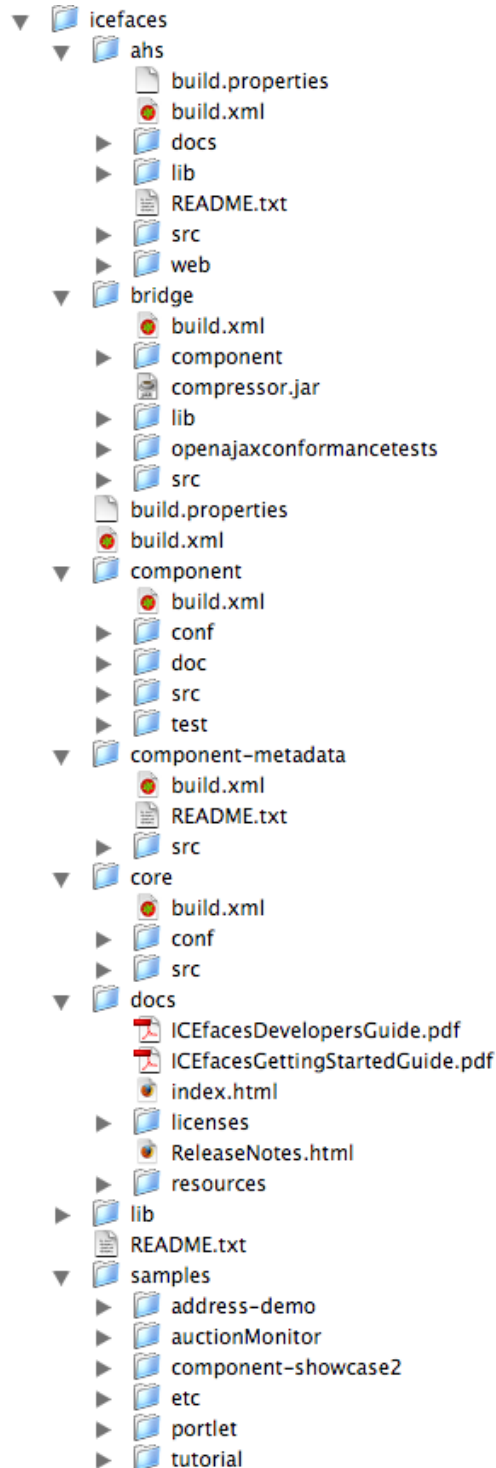 icefaces
ahs
build.properties
build.xml
docs
lib
README.txt
src
web
bridge
build.xml
component
compressor.jar
lib
openajaxconformancetests
src
build.properties
build.xml
component
build.xml
conf
doc
src
test
component-metadata
build.xml
README.txt
src
core
build.xml
conf
src
docs
ICEfacesDevelopersGuide.pdf
ICEfacesGettingStartedGuide.pdf
index.html
licenses
ReleaseNotes.html
resources
lib
README.txt
samples
address-demo
auctionMonitor
component-showcase2
etc
portlet
tutorial